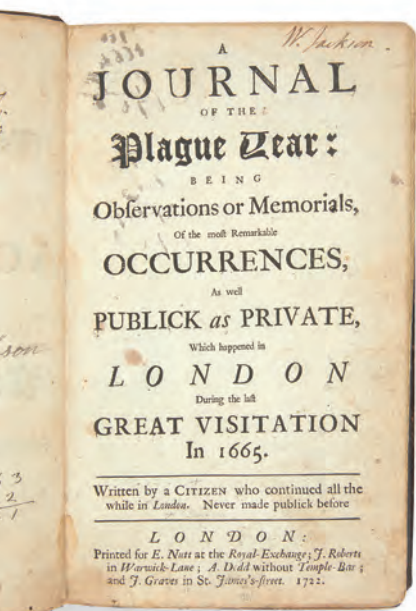 W. Jackson.
A
JOURNAL
OF THE
Plague Year:
BEING
Obſervations or Memorials,
Of the moſt Remarkable
OCCURRENCES,
As well
PUBLICK as PRIVATE,
Which happened in
LONDON
During the laſt
GREAT VISITATION
In 1665.
Written by a CITIZEN who continued all the
while in London. Never made publick before
LONDON:
Printed for E. Nutt at the Royal-Exchange; J. Roberts
in Warwick-Lane; A. Dodd without Temple-Bar;
and J. Graves in St. James's-ſtreet. 1722.